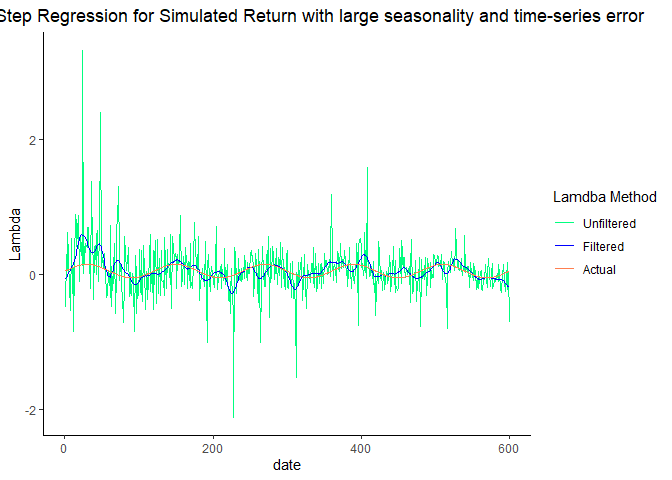 Step Regression for Simulated Return with large seasonality and time-series error
2
0
-2
Lambda
0
200
400
600
date
Lamdba Method
Unfiltered
Filtered
Actual